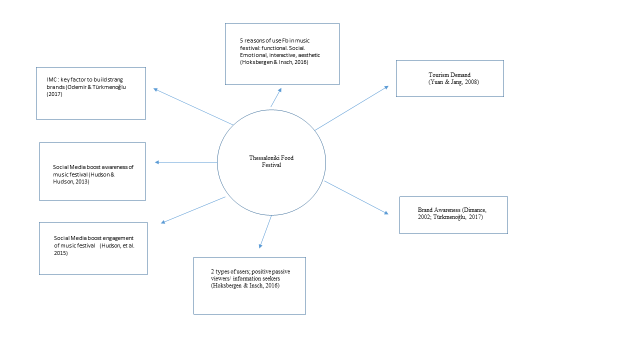 5 reasons of use Fb in music
festival: functional. Social.
Emotional, interactive, aesthetic
(Hoksbergen & Insch, 2016)
IMC : key factor to build strang
brands (Odemir & Türkmenoğlu
(2017)
Tourism Demand
(Yuan & Jang, 2008)
Thessaloniki Food
Festival
Social Media boost awareness of
music festival (Hudson &
Hudson, 2013)
Brand Awareness (Dimance,
2002; Türkmenoğlu, 2017)
Social Media boost engagement
of music festival (Hudson, et al.
2015)
2 types of users; positive passive
viewers/ information seekers
(Hoksbergen & Insch, 2016)